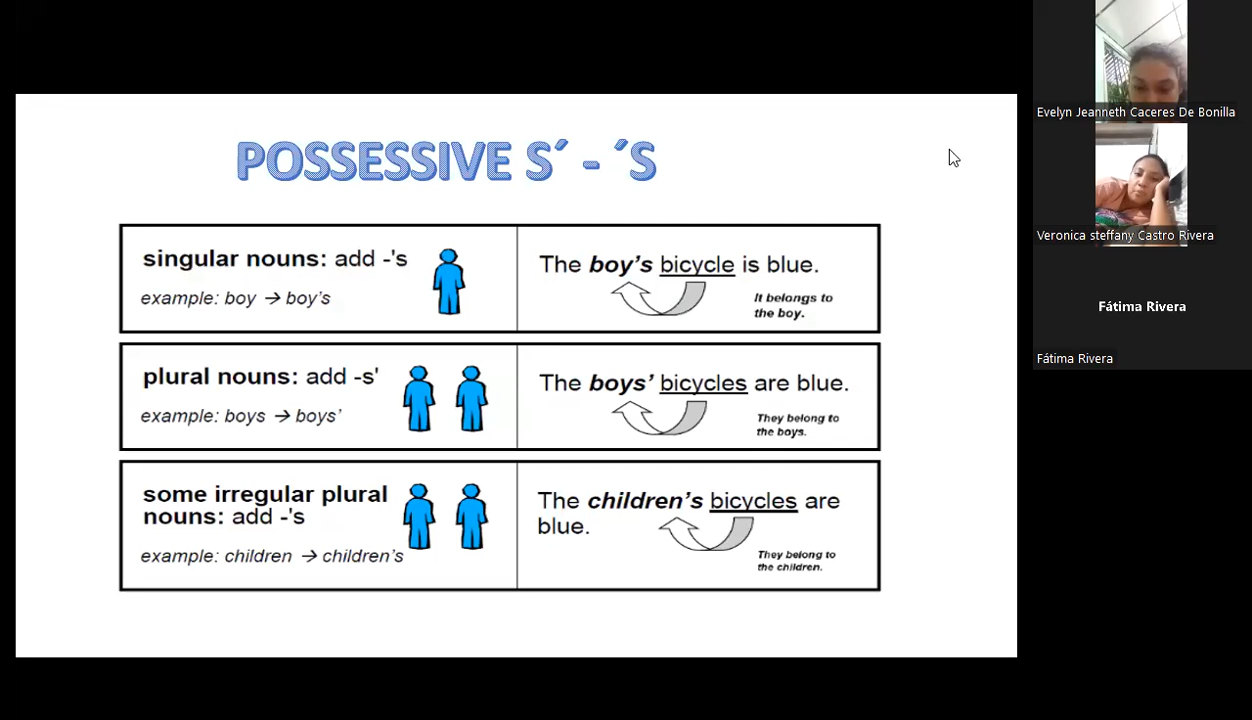 POSSESSIVE S´ - ´S
singular nouns: add -'s
example: boy → boy’s
The boy’s bicycle is blue.
It belongs to
the boy.
plural nouns: add -s'
example: boys → boys’
The boys’ bicycles are blue.
They belong to
the boys.
some irregular plural
nouns: add -'s
example: children → children’s
The children’s bicycles are
blue.
They belong to
the children.
Evelyn Jeanneth Caceres De Bonilla
Veronica steffany Castro Rivera
Fátima Rivera
Fátima Rivera